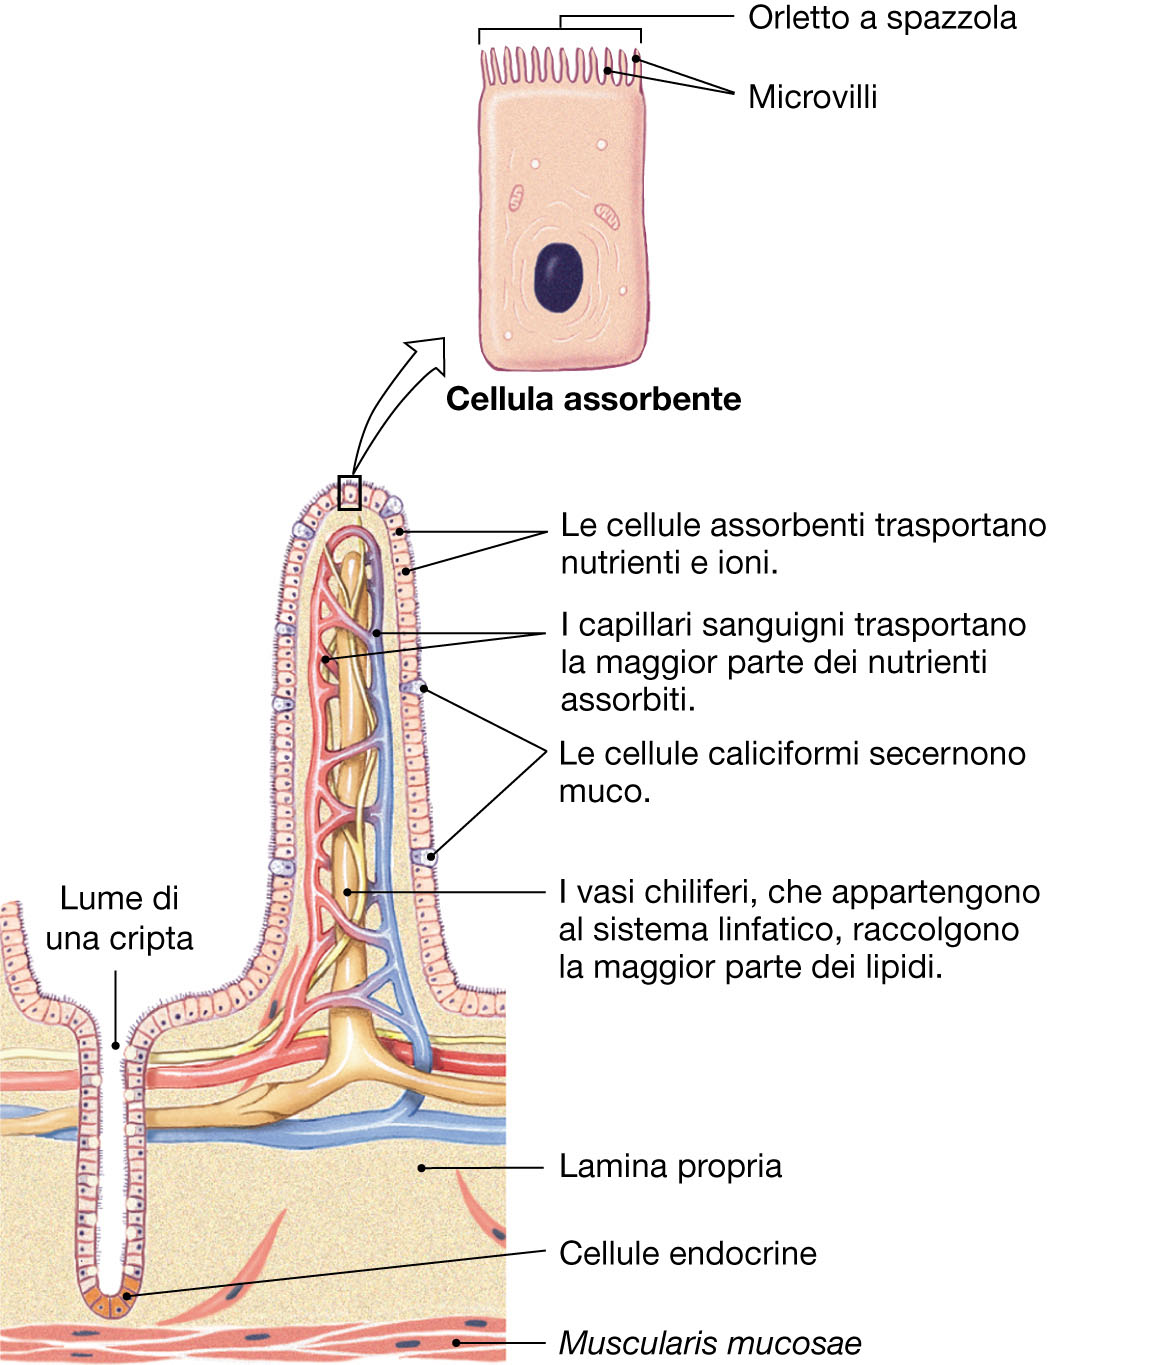 Orletto a spazzola
Microvilli
Cellula assorbente
Le cellule assorbenti trasportano
nutrienti e ioni.
I capillari sanguigni trasportano
la maggior parte dei nutrienti
assorbiti.
Le cellule caliciformi secernono
muco.
Lume di
una cripta
I vasi chiliferi, che appartengono
al sistema linfatico, raccolgono
la maggior parte dei lipidi.
Lamina propria
Cellule endocrine
Muscularis mucosae